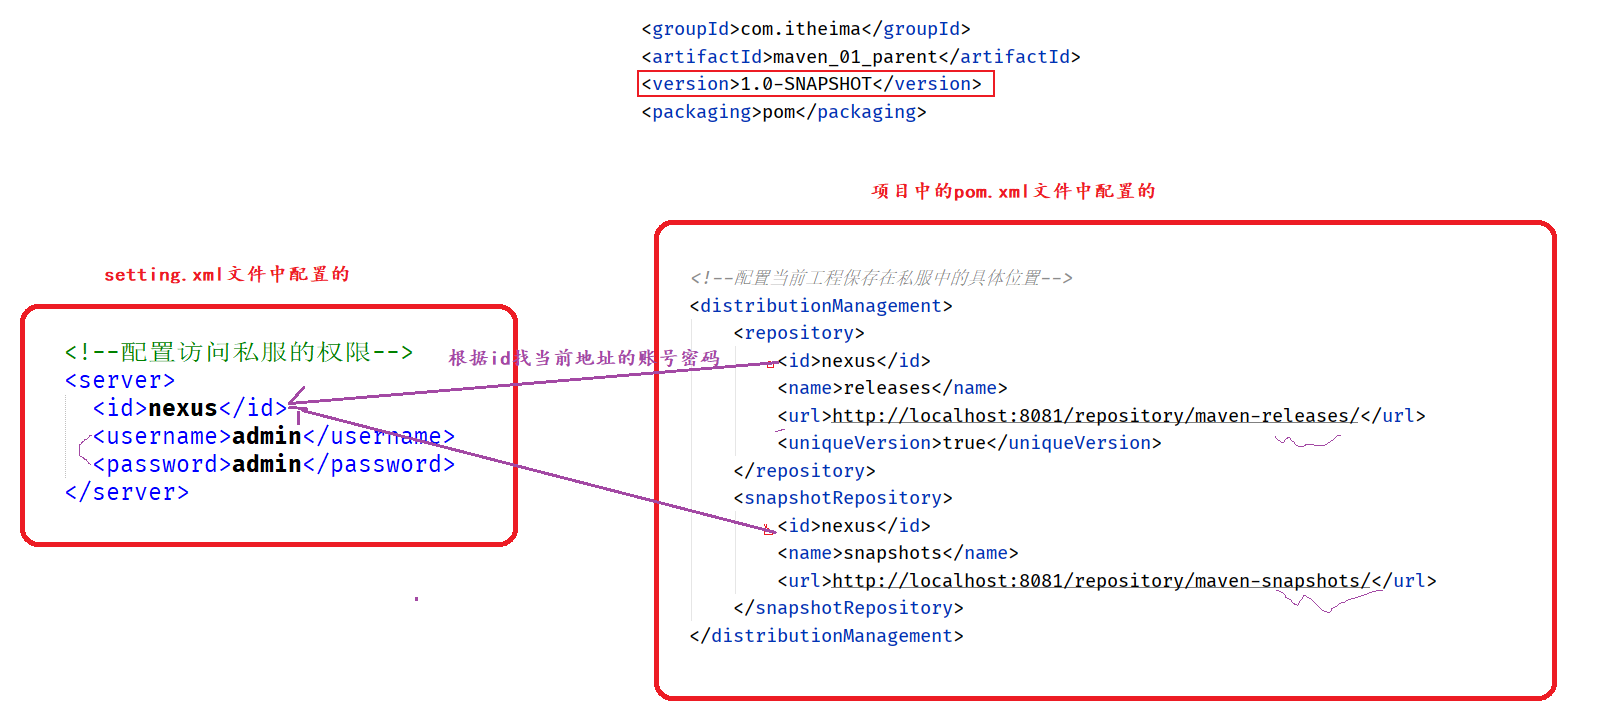 <groupId>com.itheima</groupId>
<artifactId>maven_01_parent</artifactId>
<version>1.0-SNAPSHOT</version>
<packaging>pom</packaging>
项目中的pom.xml文件中配置的
setting.xml文件中配置的
<!--配置访问私服的权限-->
<server>
<id>nexus</id>
<username>admin</username>
<password>admin</password>
</server>
根据id找当前地址的账号密码
<!--配置当前工程保存在私服中的具体位置-->
<distributionManagement>
<repository>
<id>nexus</id>
<name>releases</name>
<url>http://localhost:8081/repository/maven-releases/</url>
<uniqueVersion>true</uniqueVersion>
</repository>
<snapshotRepository>
<id>nexus</id>
<name>snapshots</name>
<url>http://localhost:8081/repository/maven-snapshots/</url>
</snapshotRepository>
</distributionManagement>